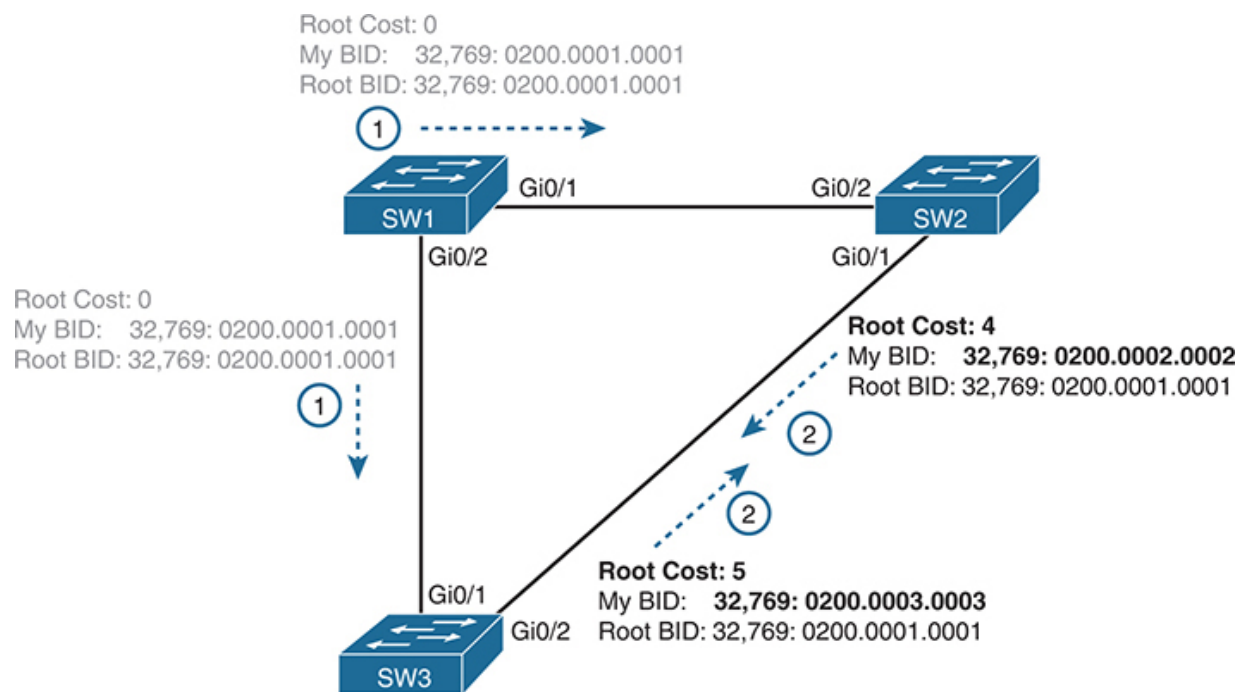 Root Cost: 0
My BID: 32,769: 0200.0001.0001
Root BID: 32,769: 0200.0001.0001
1
Gi0/1
Gi0/2
SW1
SW2
Gi0/2
Gi0/1
Root Cost: 0
My BID: 32,769: 0200.0001.0001
Root BID: 32,769: 0200.0001.0001
1
Root Cost: 4
My BID: 32,769: 0200.0002.0002
Root BID: 32,769: 0200.0001.0001
2
2
Root Cost: 5
My BID: 32,769: 0200.0003.0003
Root BID: 32,769: 0200.0001.0001
Gi0/1
Gi0/2
SW3